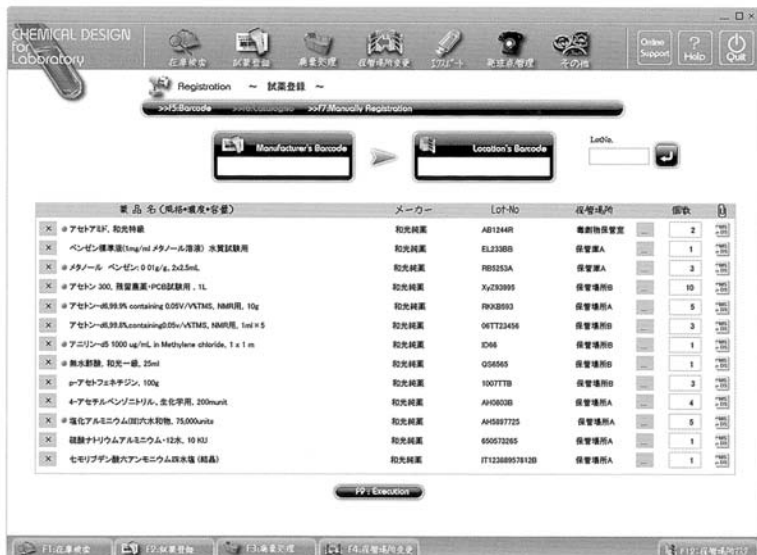 CHEMICAL DESIGN
for
Laboratory
在庫検索
試薬登録
廃棄処理
保管場所変更
エクスポート
発注点管理
その他
Online
Support
?
Help
Quit
Registration ～ 試薬登録 ～
>>f5:Barcode
>>f7:Manually Registration
Manufacturer's Barcode
Location's Barcode
LotNo.
薬 品 名 (規格•濃度•容量) メーカー Lot-No 保管場所 個数
× アセトアミド, 和光特級 和光純薬 AB1244R 毒劇物保管室 ... 2
× ベンゼン標準液(1mg/ml メタノール溶液) 水質試験用 和光純薬 EL233BB 保管庫A ... 1
× メタノール ベンゼン: 0 01g/g, 2x2.5mL 和光純薬 RB5253A 保管庫A ... 3
× アセトン 300, 残留農薬・PCB試験用 , 1L 和光純薬 XyZ93995 保管場所B ... 10
× アセトン-d6,99.9% containing 0.05V/V%TMS, NMR用, 10g 和光純薬 RKKB593 保管場所A ... 5
× アセトン-d6,99.8%,containing0.05v/v%TMS, NMR用, 1ml×5 和光純薬 06TT23456 保管場所B ... 3
× アニリン-d5 1000 ug/mL in Methylene chloride, 1 x 1 m 和光純薬 ID66 保管場所B ... 1
× 無水酢酸, 和光一級, 25ml 和光純薬 QS6565 保管場所B ... 1
× p-アセトフェネチジン, 100g 和光純薬 1007TTB 保管場所B ... 3
× 4-アセチルベンゾニトリル, 生化学用, 200munit 和光純薬 AH0803B 保管場所A ... 4
× 塩化アルミニウム(III)六水和物, 75,000units 和光純薬 AH5897725 保管場所A ... 5
× 硫酸ナトリウムアルミニウム・12水, 10 KU 和光純薬 650573265 保管場所A ... 1
× 七モリブデン酸六アンモニウム四水塩 (結晶) 和光純薬 IT12388957812B 保管場所A ... 1
F9 : Execution
F1:在庫検索
F2:試薬登録
F3:廃棄処理
F4:保管場所変更